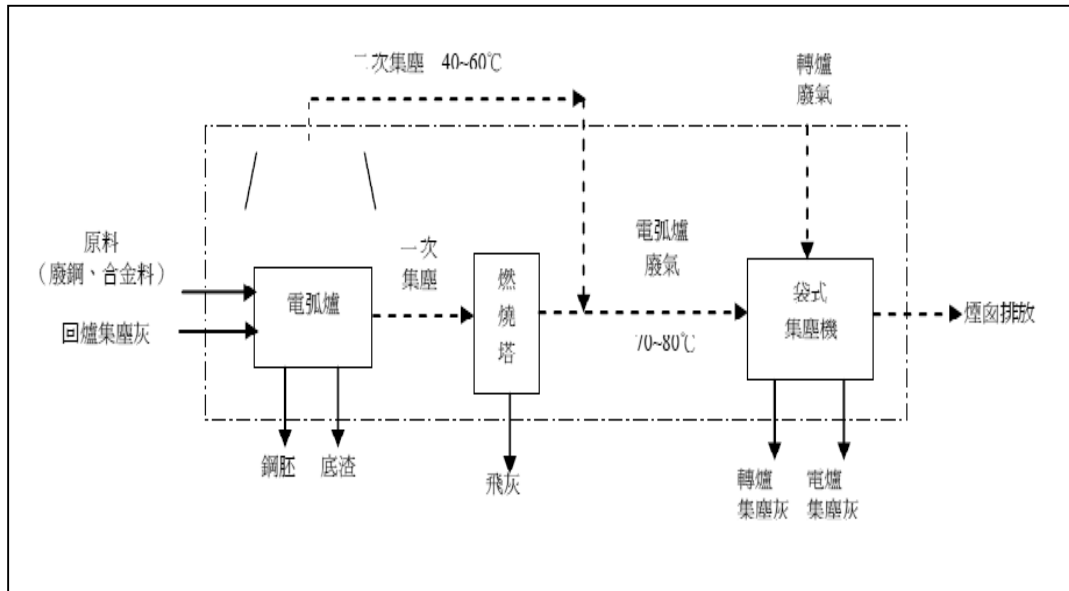 二次集塵 40~60℃
轉爐
廢氣
原料
（廢鋼、合金料）
回爐集塵灰
電弧爐
一次
集塵
燃
燒
塔
電弧爐
廢氣
70~80℃
袋式
集塵機
煙囪排放
鋼胚
底渣
飛灰
轉爐
集塵灰
電爐
集塵灰